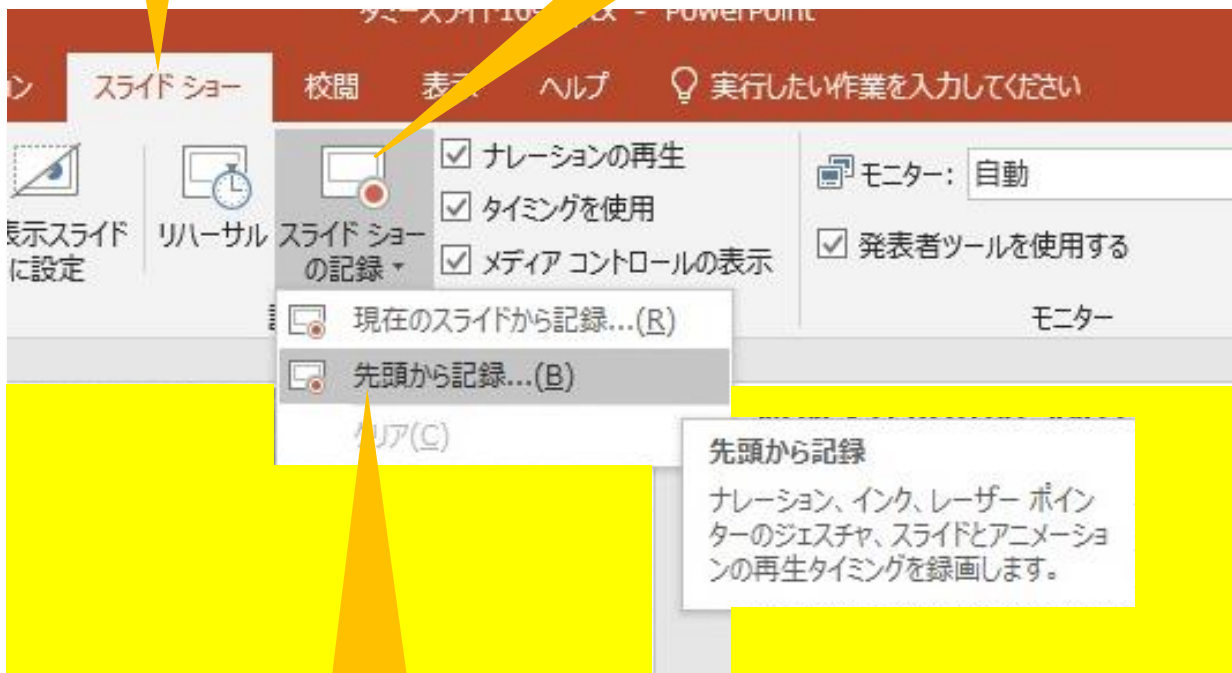 PowerPoint
スライド ショー 校閲 ヘルプ 実行したい作業を入力してください
表示スライド
に設定
リハーサル
スライド ショー
の記録
ナレーションの再生
タイミングを使用
メディア コントロールの表示
モニター: 自動
発表者ツールを使用する
モニター
現在のスライドから記録...(R)
先頭から記録...(B)
クリア(C)
先頭から記録
ナレーション、インク、レーザー ポイン
ターのジェスチャ、スライドとアニメーショ
ンの再生タイミングを録画します。